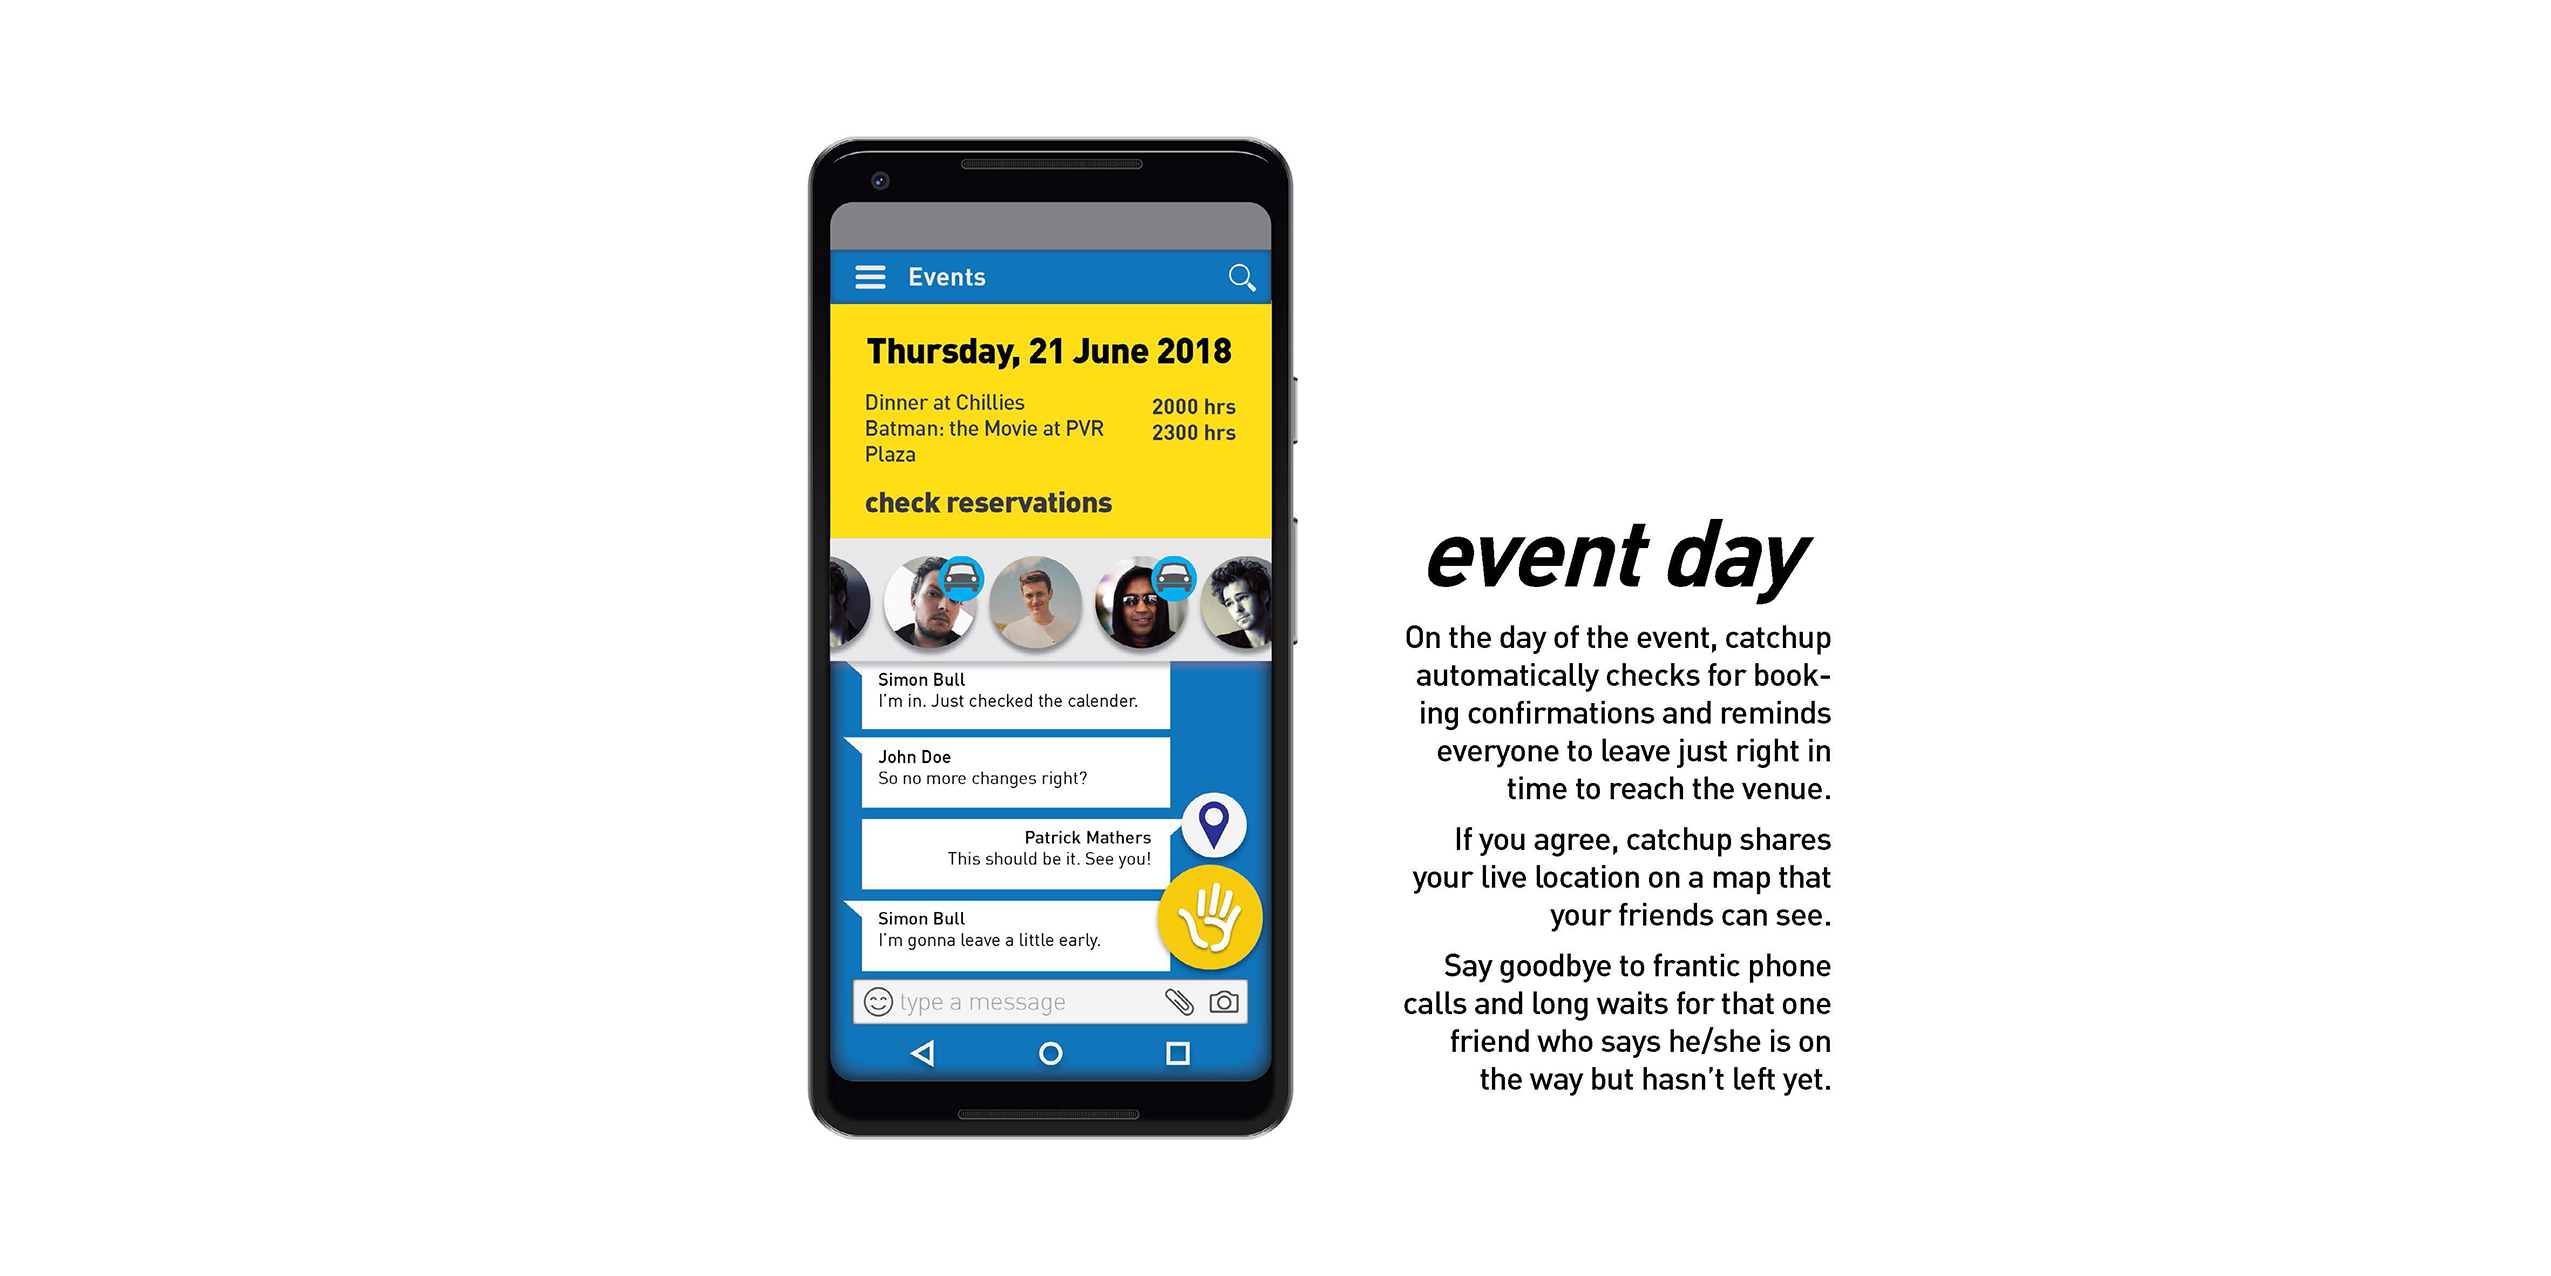 Events
Thursday, 21 June 2018
Dinner at Chillies 2000 hrs
Batman: the Movie at PVR 2300 hrs
Plaza
check reservations
Simon Bull
I'm in. Just checked the calender.
John Doe
So no more changes right?
Patrick Mathers
This should be it. See you!
Simon Bull
I'm gonna leave a little early.
type a message
event day
On the day of the event, catchup
automatically checks for book-
ing confirmations and reminds
everyone to leave just right in
time to reach the venue.
If you agree, catchup shares
your live location on a map that
your friends can see.
Say goodbye to frantic phone
calls and long waits for that one
friend who says he/she is on
the way but hasn't left yet.